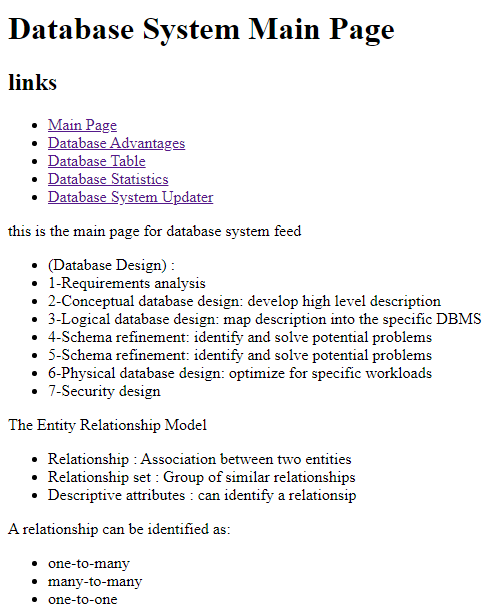 Database System Main Page
links
Main Page
Database Advantages
Database Table
Database Statistics
Database System Updater
this is the main page for database system feed
(Database Design) :
1-Requirements analysis
2-Conceptual database design: develop high level description
3-Logical database design: map description into the specific DBMS
4-Schema refinement: identify and solve potential problems
5-Schema refinement: identify and solve potential problems
6-Physical database design: optimize for specific workloads
7-Security design
The Entity Relationship Model
Relationship : Association between two entities
Relationship set : Group of similar relationships
Descriptive attributes : can identify a relationsip
A relationship can be identified as:
one-to-many
many-to-many
one-to-one